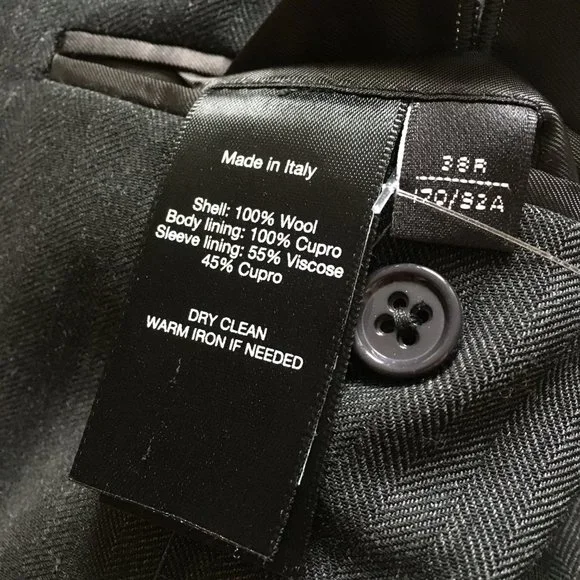 Made in Italy
Shell: 100% Wool
Body lining: 100% Cupro
Sleeve lining: 55% Viscose
45% Cupro
DRY CLEAN
WARM IRON IF NEEDED
38R
170/92A